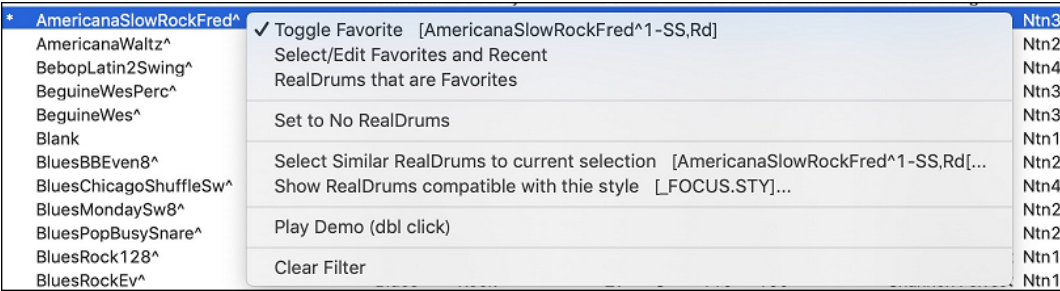 * AmericanaSlowRockFred^ Ntn3
AmericanaWaltz^ Ntn2
BebopLatin2Swing^ Ntn4
BeguineWesPerc^ Ntn3
BeguineWes^ Ntn3
Blank Ntn1
BluesBBEven8^ Ntn2
BluesChicagoShuffleSw^ Ntn4
BluesMondaySw8^ Ntn2
BluesPopBusySnare^ Ntn2
BluesRock128^ Ntn1
BluesRockEv^ Ntn1
✓ Toggle Favorite [AmericanaSlowRockFred^1-SS,Rd]
Select/Edit Favorites and Recent
RealDrums that are Favorites
Set to No RealDrums
Select Similar RealDrums to current selection [AmericanaSlowRockFred^1-SS,Rd[...
Show RealDrums compatible with thie style [_FOCUS.STY]...
Play Demo (dbl click)
Clear Filter